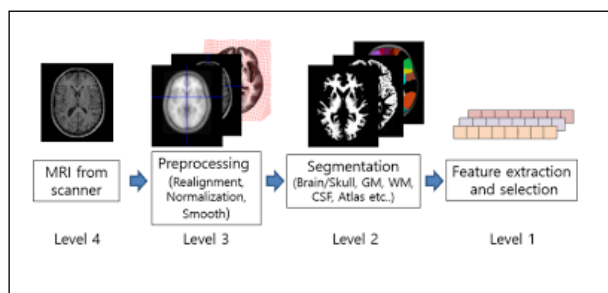 MRI from
scanner
Preprocessing
(Realignment,
Normalization,
Smooth)
Segmentation
(Brain/Skull, GM, WM,
CSF, Atlas etc..)
Feature extraction
and selection
Level 4
Level 3
Level 2
Level 1